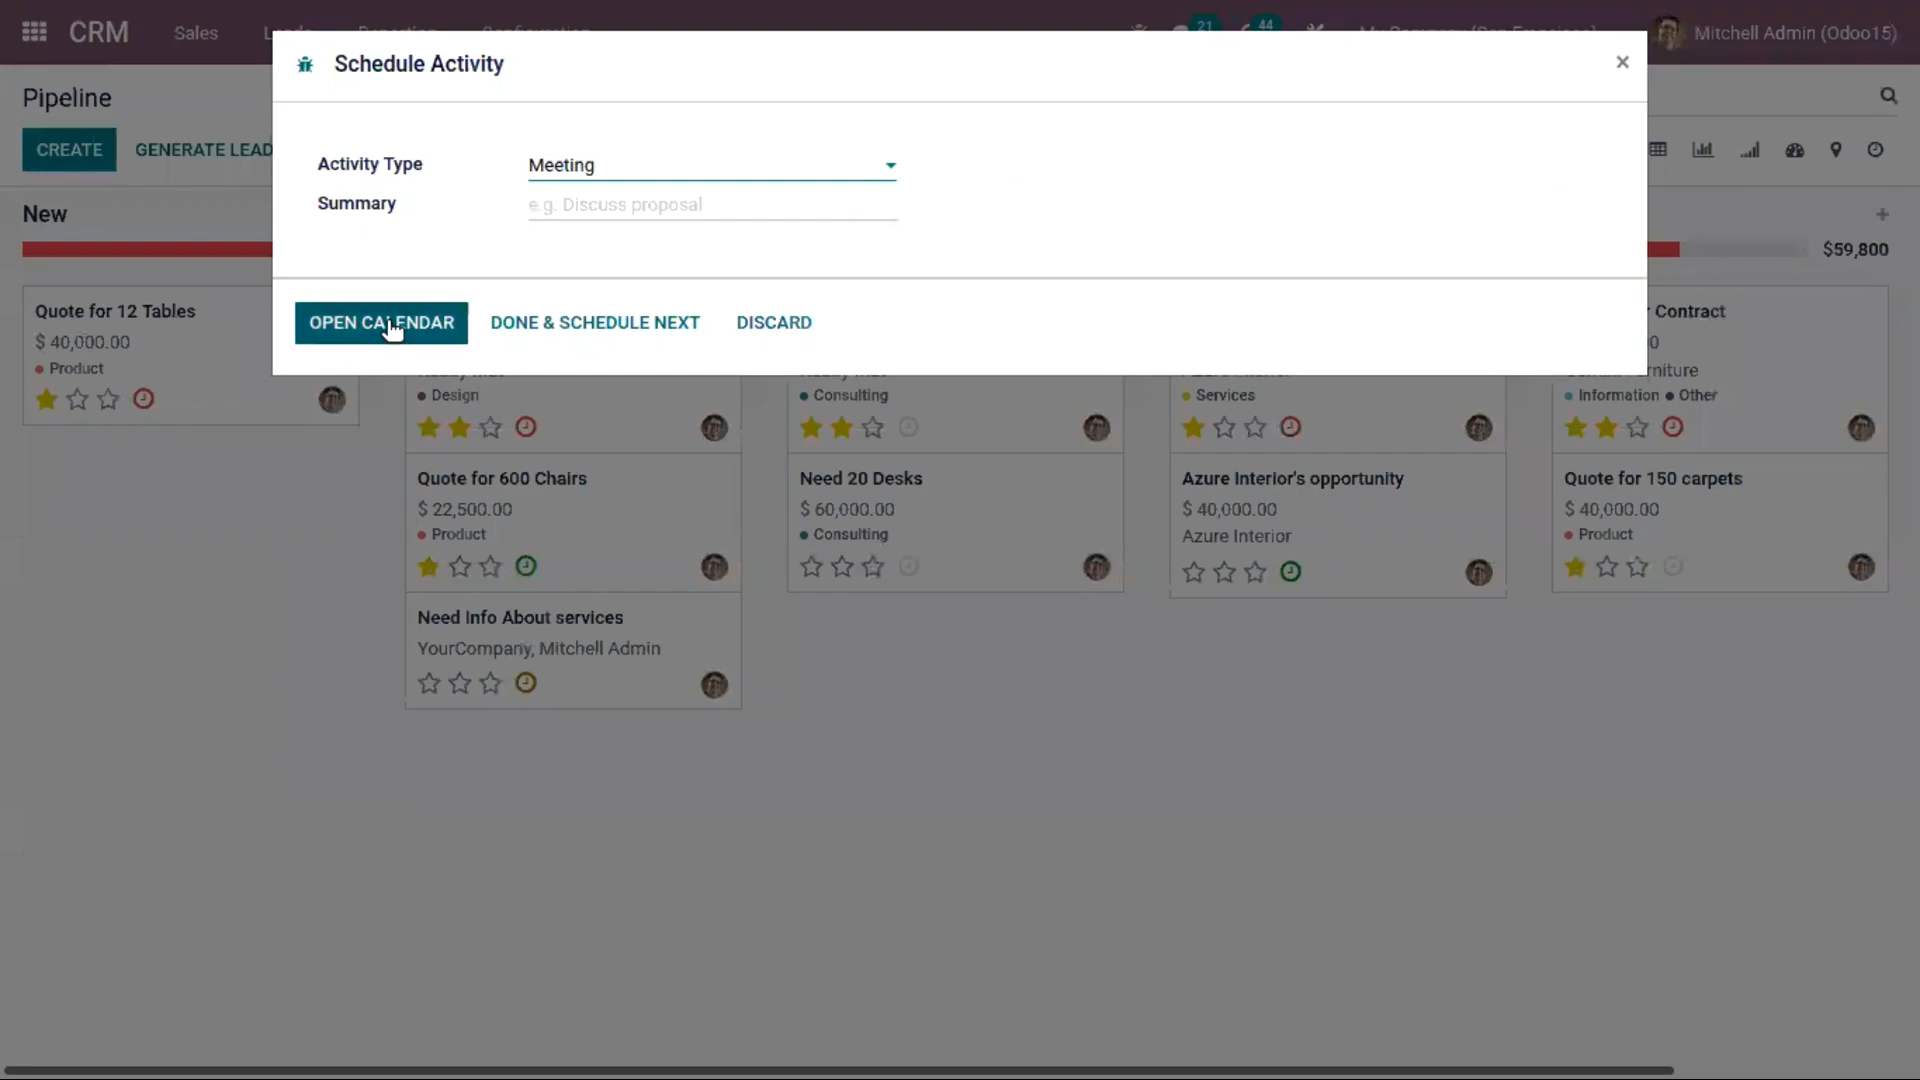 CRM
Sales
21
44
Mitchell Admin (Odoo15)
Schedule Activity
×
Pipeline
CREATE
GENERATE LEAD
Activity Type
Meeting
Summary
e.g. Discuss proposal
New
$59,800
OPEN CALENDAR
DONE & SCHEDULE NEXT
DISCARD
Quote for 12 Tables
$ 40,000.00
Product
Design
Quote for 600 Chairs
$ 22,500.00
Product
Need Info About services
YourCompany, Mitchell Admin
Consulting
Need 20 Desks
$ 60,000.00
Consulting
Services
Azure Interior's opportunity
$ 40,000.00
Azure Interior
Contract
Information Other
Quote for 150 carpets
$ 40,000.00
Product